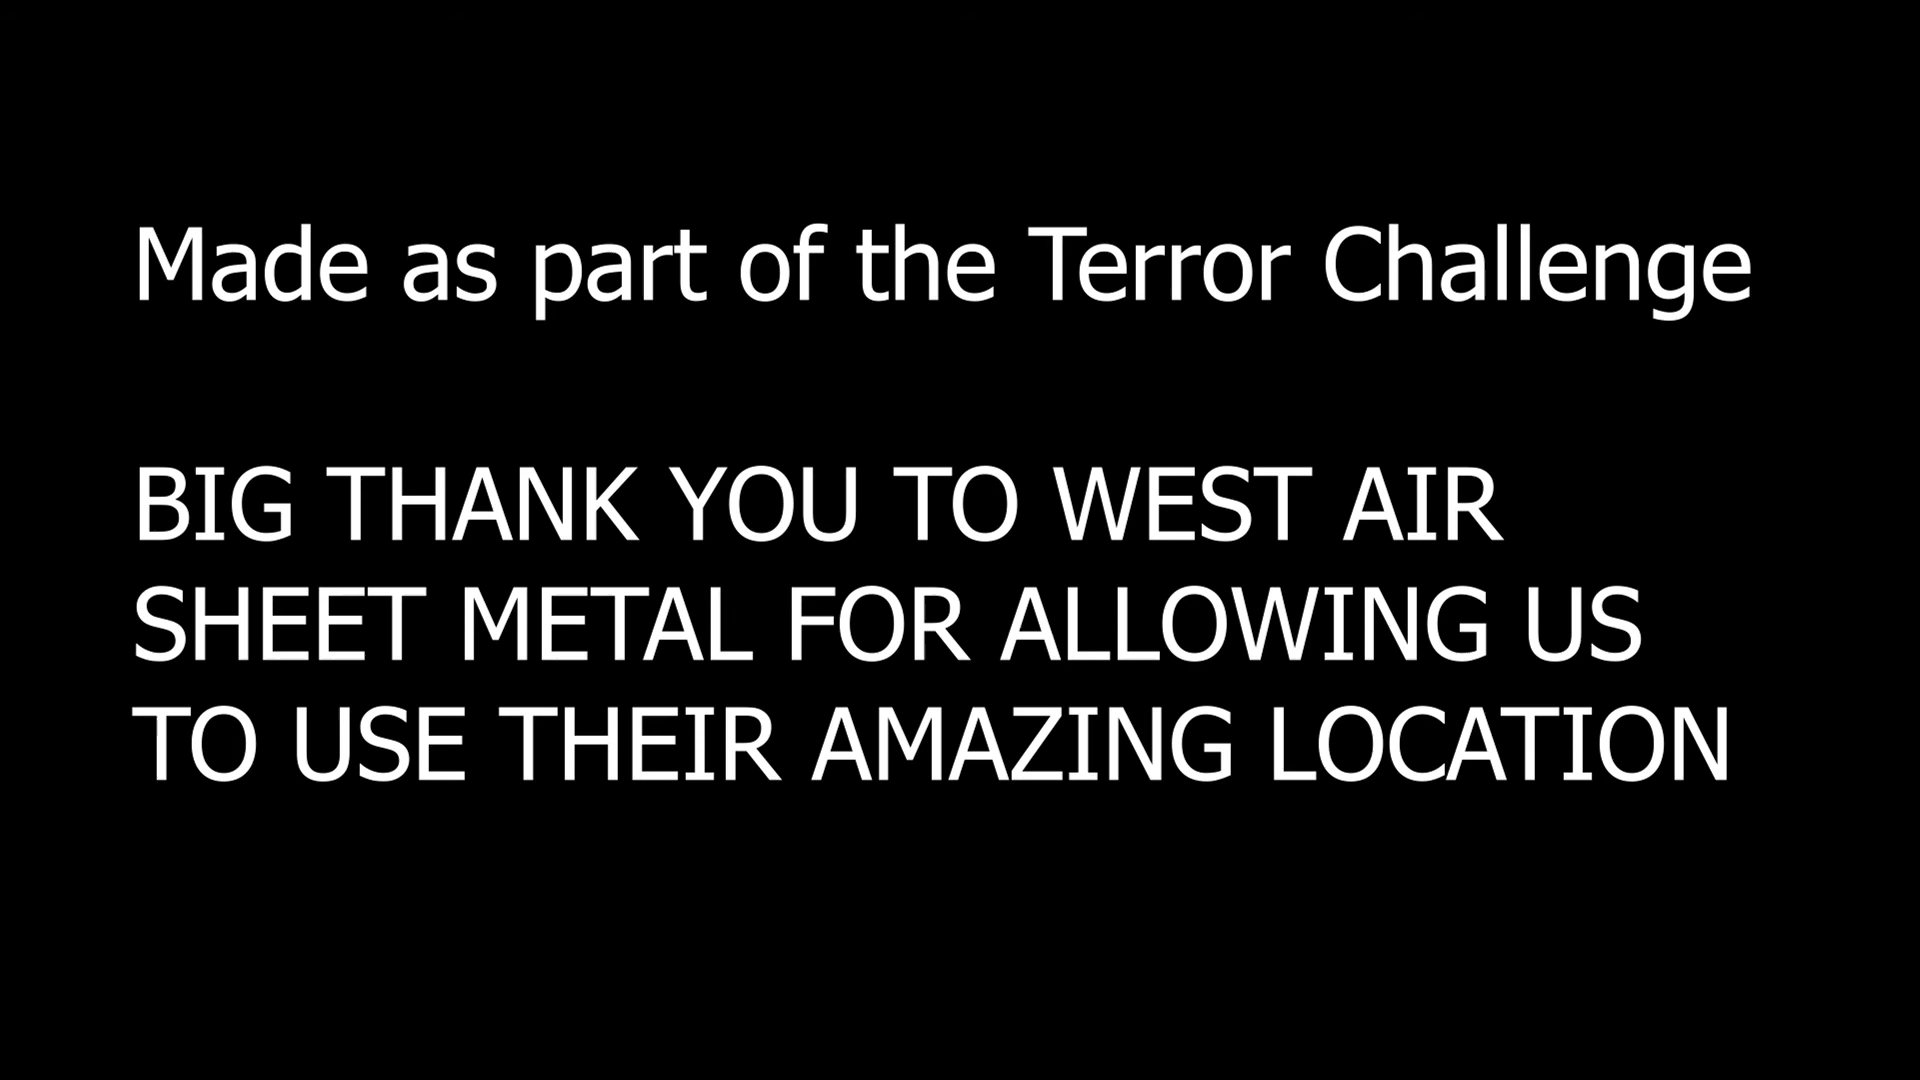 Made as part of the Terror Challenge
BIG THANK YOU TO WEST AIR
SHEET METAL FOR ALLOWING US
TO USE THEIR AMAZING LOCATION